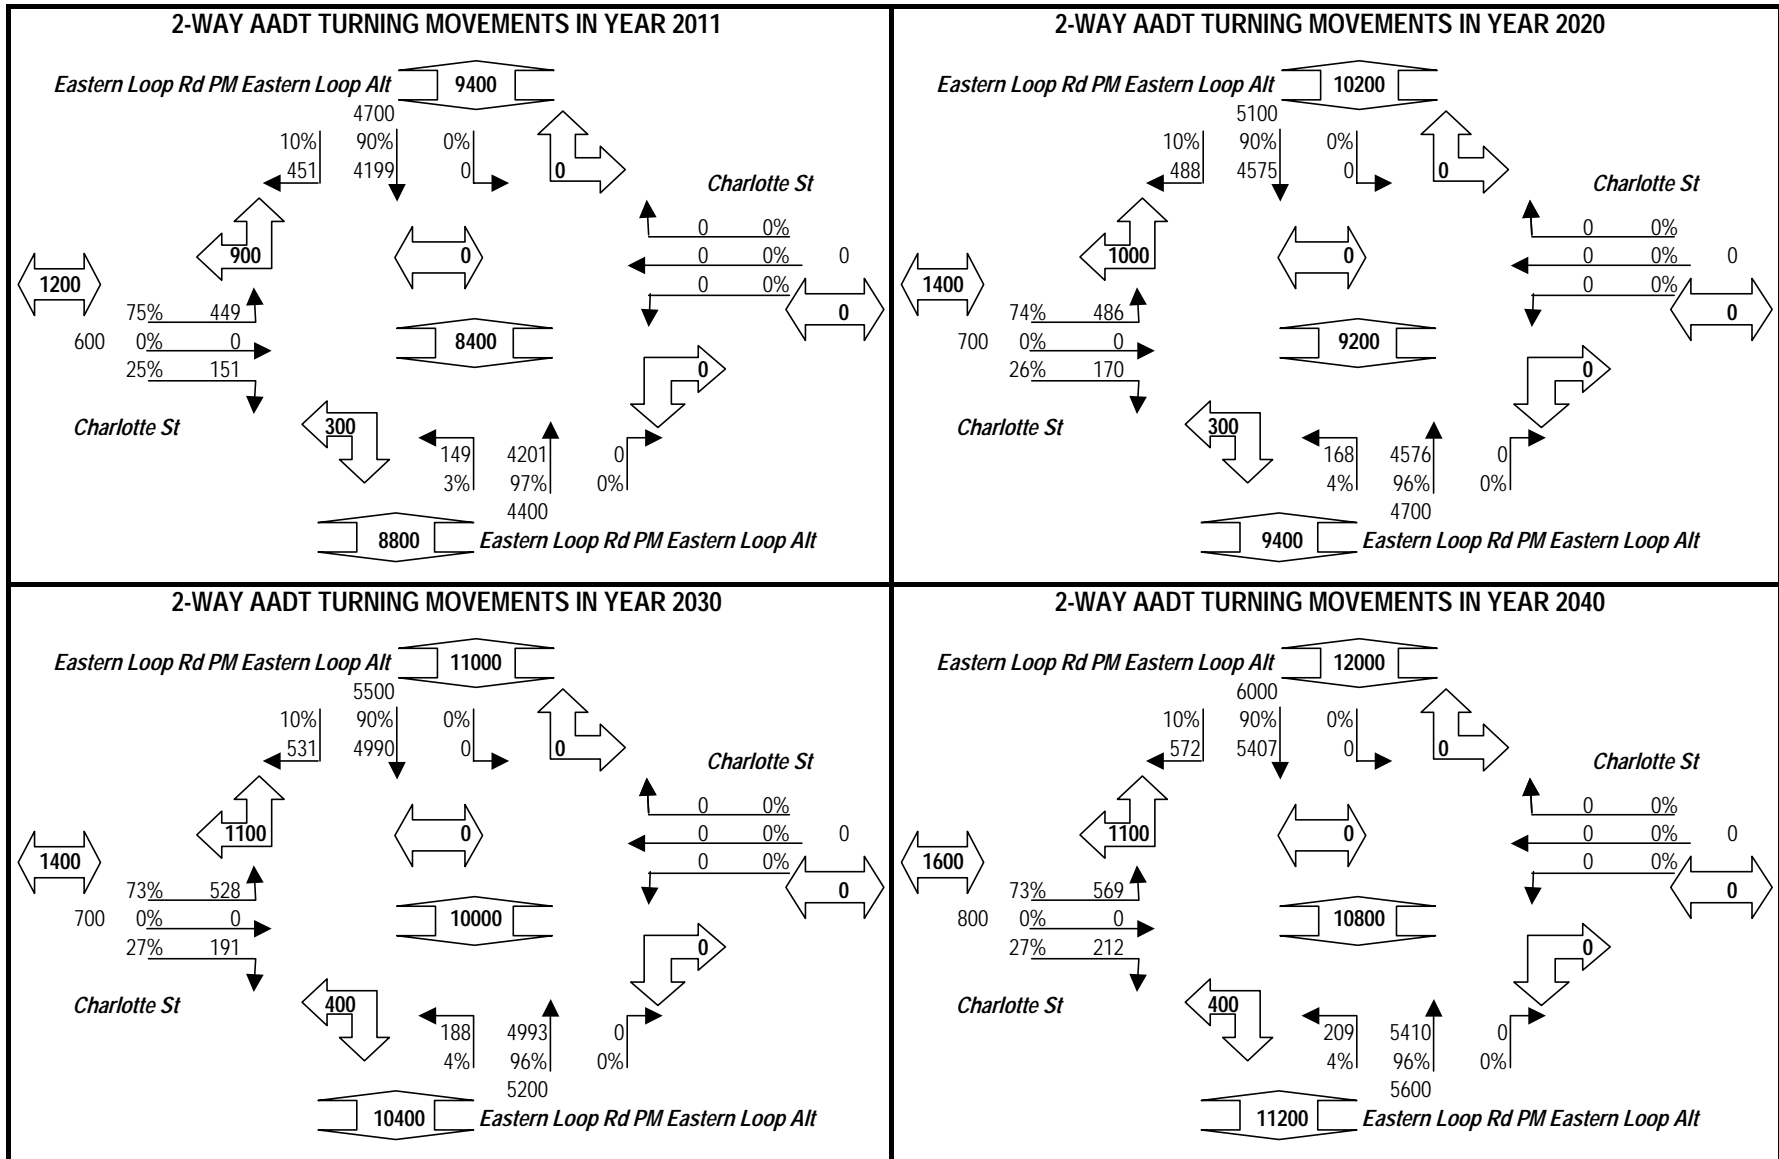 2-WAY AADT TURNING MOVEMENTS IN YEAR 2011
Eastern Loop Rd PM Eastern Loop Alt 9400
4700
10% 90% 0%
451 4199 0 0
Charlotte St
0 0%
900 0 0 0% 0
1200 0 0%
75% 449 0
600 0% 0 8400
25% 151 0
Charlotte St 300
149 4201 0
3% 97% 0%
4400
8800 Eastern Loop Rd PM Eastern Loop Alt
2-WAY AADT TURNING MOVEMENTS IN YEAR 2020
Eastern Loop Rd PM Eastern Loop Alt 10200
5100
10% 90% 0%
488 4575 0 0
Charlotte St
0 0%
1000 0 0 0% 0
1400 0 0%
74% 486 0
700 0% 0 9200
26% 170 0
Charlotte St 300
168 4576 0
4% 96% 0%
4700
9400 Eastern Loop Rd PM Eastern Loop Alt
2-WAY AADT TURNING MOVEMENTS IN YEAR 2030
Eastern Loop Rd PM Eastern Loop Alt 11000
5500
10% 90% 0%
531 4990 0 0
Charlotte St
0 0%
1100 0 0 0% 0
1400 0 0%
73% 528 0
700 0% 0 10000
27% 191 0
Charlotte St 400
188 4993 0
4% 96% 0%
5200
10400 Eastern Loop Rd PM Eastern Loop Alt
2-WAY AADT TURNING MOVEMENTS IN YEAR 2040
Eastern Loop Rd PM Eastern Loop Alt 12000
6000
10% 90% 0%
572 5407 0 0
Charlotte St
0 0%
1100 0 0 0% 0
1600 0 0%
73% 569 0
800 0% 0 10800
27% 212 0
Charlotte St 400
209 5410 0
4% 96% 0%
5600
11200 Eastern Loop Rd PM Eastern Loop Alt